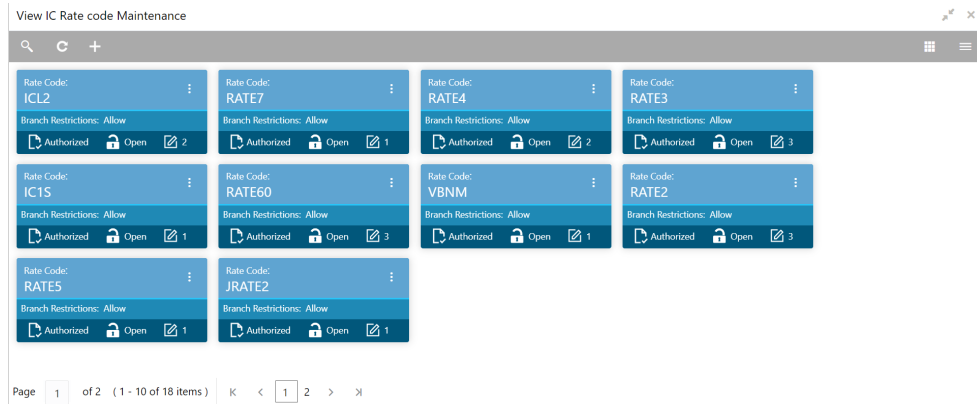 View IC Rate code Maintenance
Rate Code:
ICL2
Branch Restrictions: Allow
Authorized Open 2
Rate Code:
RATE7
Branch Restrictions: Allow
Authorized Open 1
Rate Code:
RATE4
Branch Restrictions: Allow
Authorized Open 2
Rate Code:
RATE3
Branch Restrictions: Allow
Authorized Open 3
Rate Code:
IC1S
Branch Restrictions: Allow
Authorized Open 1
Rate Code:
RATE60
Branch Restrictions: Allow
Authorized Open 3
Rate Code:
VBNM
Branch Restrictions: Allow
Authorized Open 1
Rate Code:
RATE2
Branch Restrictions: Allow
Authorized Open 3
Rate Code:
RATE5
Branch Restrictions: Allow
Authorized Open 1
Rate Code:
JRATE2
Branch Restrictions: Allow
Authorized Open 1
Page 1 of 2 ( 1 - 10 of 18 items ) 1 2